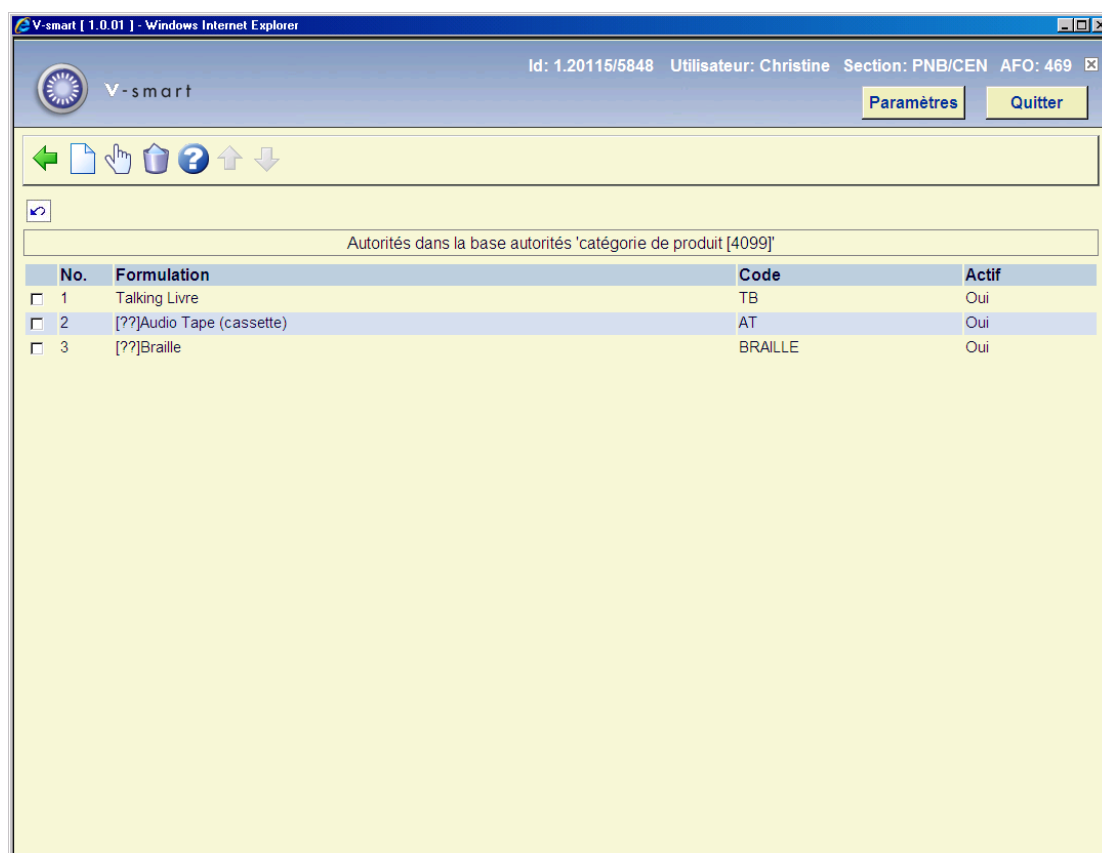 V-smart [ 1.0.01 ] - Windows Internet Explorer
Id: 1.20115/5848 Utilisateur: Christine Section: PNB/CEN AFO: 469
V-smart
Paramètres Quitter
Autorités dans la base autorités 'catégorie de produit [4099]'
No. Formulation Code Actif
1 Talking Livre TB Oui
2 [??]Audio Tape (cassette) AT Oui
3 [??]Braille BRAILLE Oui